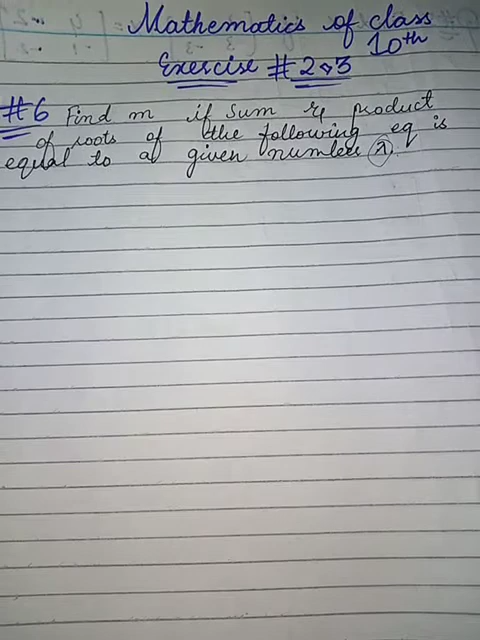 Mathematics of class
10th
Exercise # 2.3
#6 Find m if sum & product
of roots of the following eq is
equal to a given number λ.